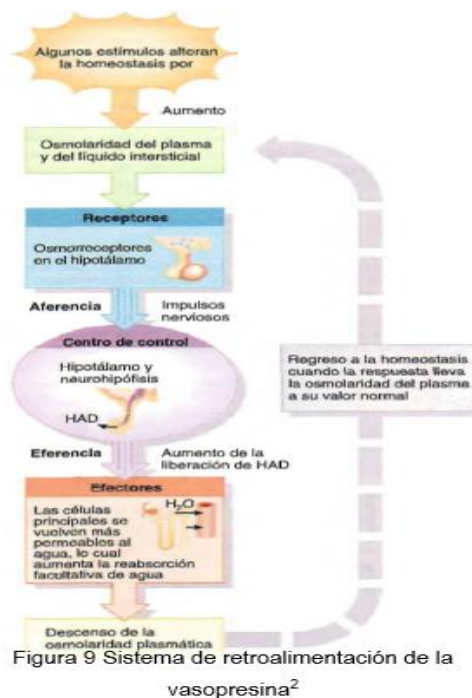 Algunos estímulos alteran
la homeostasis por
Aumento
Osmolaridad del plasma
y del líquido intersticial
Receptores
Osmorreceptores
en el hipotálamo
Aferencia
Impulsos
nerviosos
Centro de control
Hipotálamo y
neurohipófisis
HAD
Eferencia
Aumento de la
liberación de HAD
Efectores
Las células
principales se
vuelven más
permeables al
agua, lo cual
aumenta la reabsorción
facultativa de agua
H₂O
Descenso de la
osmolaridad plasmática
Regreso a la homeostasis
cuando la respuesta lleva
la osmolaridad del plasma
a su valor normal
Figura 9 Sistema de retroalimentación de la
vasopresina²